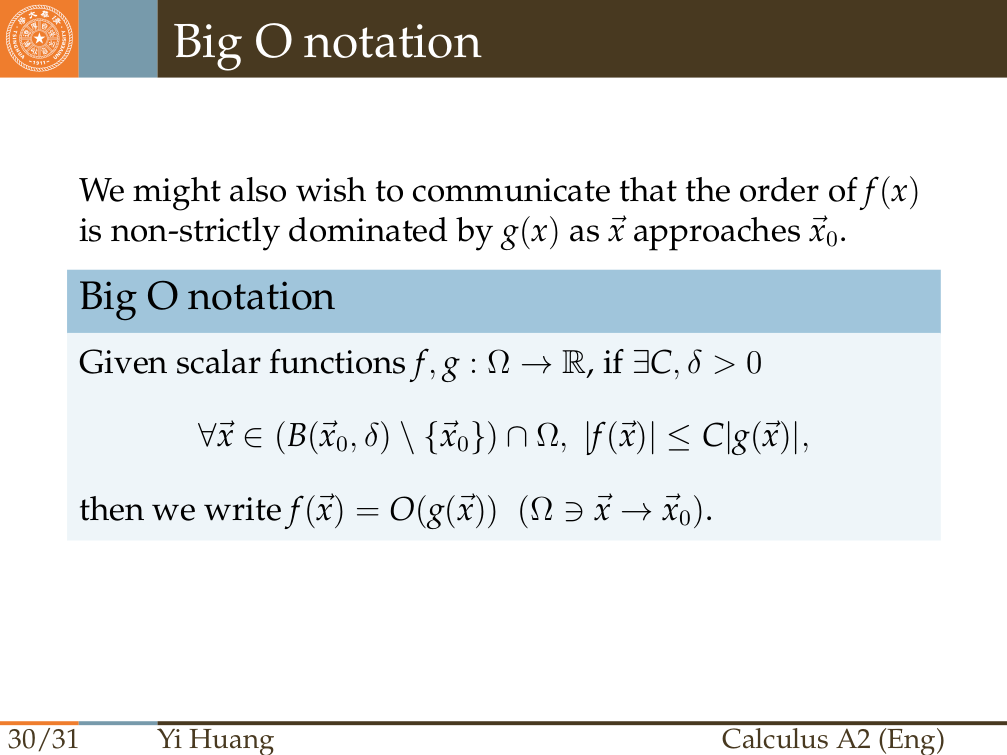 Big O notation
We might also wish to communicate that the order of f(x)
is non-strictly dominated by g(x) as x⃗ approaches x⃗₀.
Big O notation
Given scalar functions f, g : Ω → ℝ, if ∃C, δ > 0
∀x⃗ ∈ (B(x⃗₀, δ) \ {x⃗₀}) ∩ Ω, |f(x⃗)| ≤ C|g(x⃗)|,
then we write f(x⃗) = O(g(x⃗)) (Ω ∋ x⃗ → x⃗₀).
30/31 Yi Huang Calculus A2 (Eng)